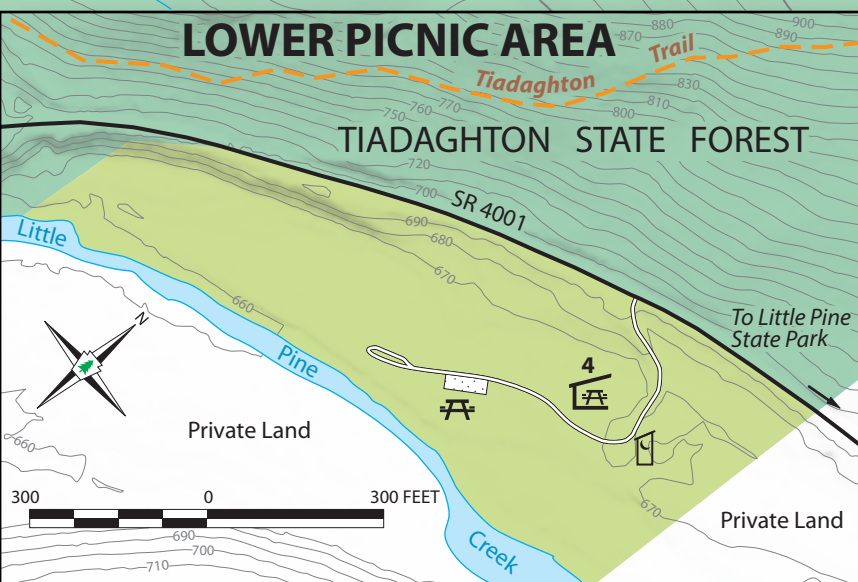 LOWER PICNIC AREA
880
870
900
890
Trail
Tiadaghton
830
810
800
770
760
750
TIADAGHTON STATE FOREST
720
700
SR 4001
690
680
670
Little
660
N
To Little Pine
State Park
4
Pine
Private Land
660
300 0 300 FEET
670
Private Land
Creek
690
700
710